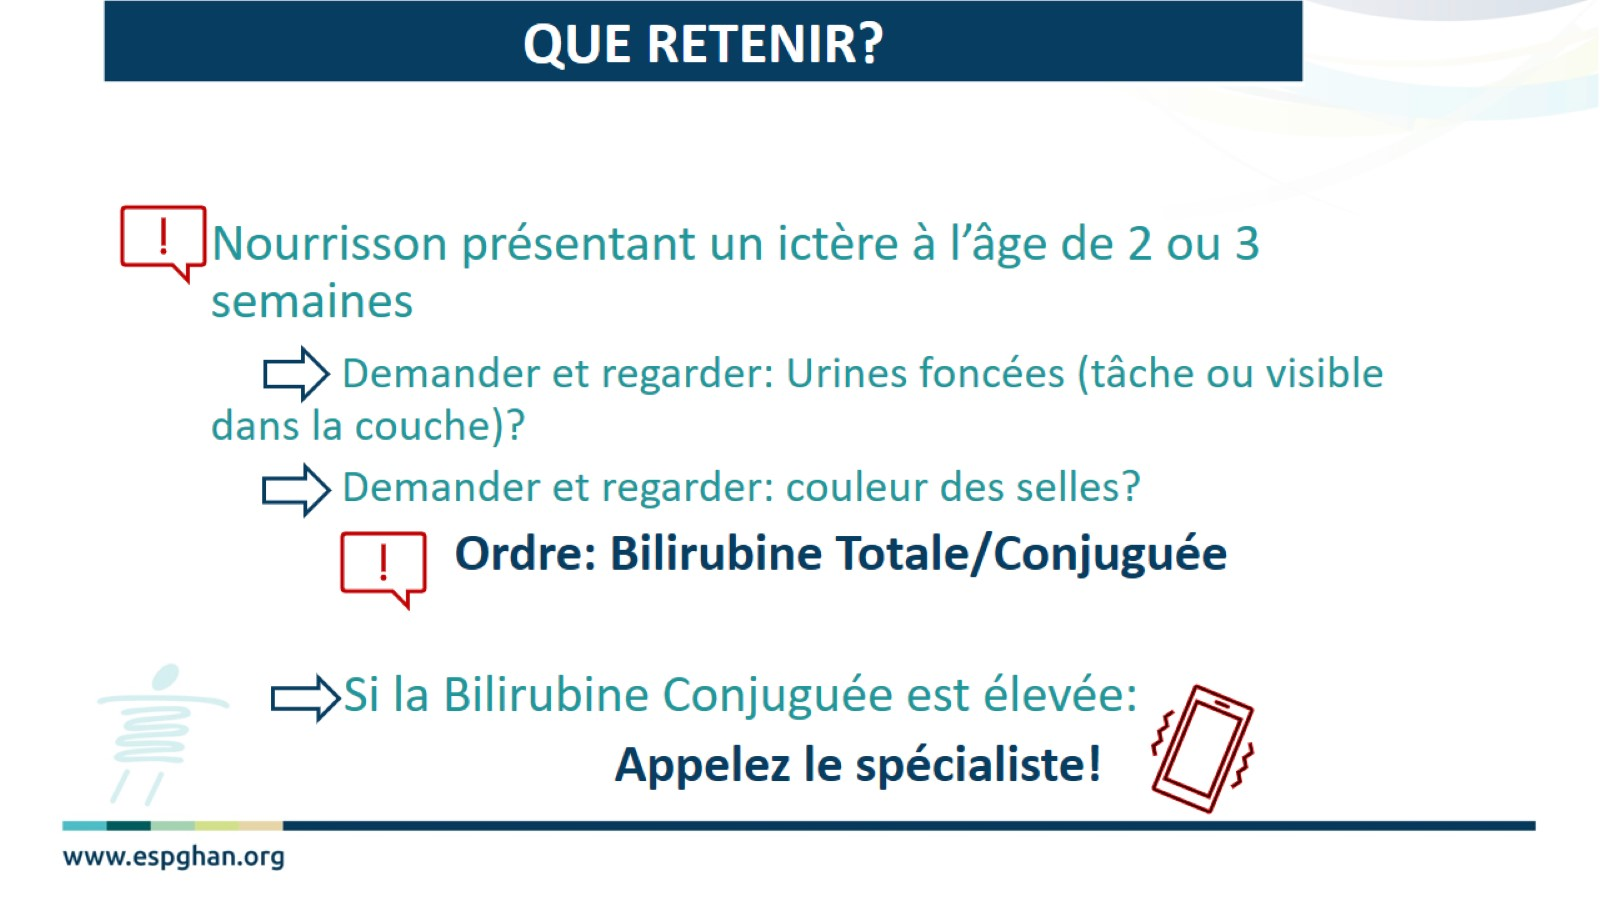 QUE RETENIR?
! Nourrisson présentant un ictère à l’âge de 2 ou 3
semaines
Demander et regarder: Urines foncées (tâche ou visible
dans la couche)?
Demander et regarder: couleur des selles?
! Ordre: Bilirubine Totale/Conjuguée
Si la Bilirubine Conjuguée est élevée:
Appelez le spécialiste!
www.espghan.org